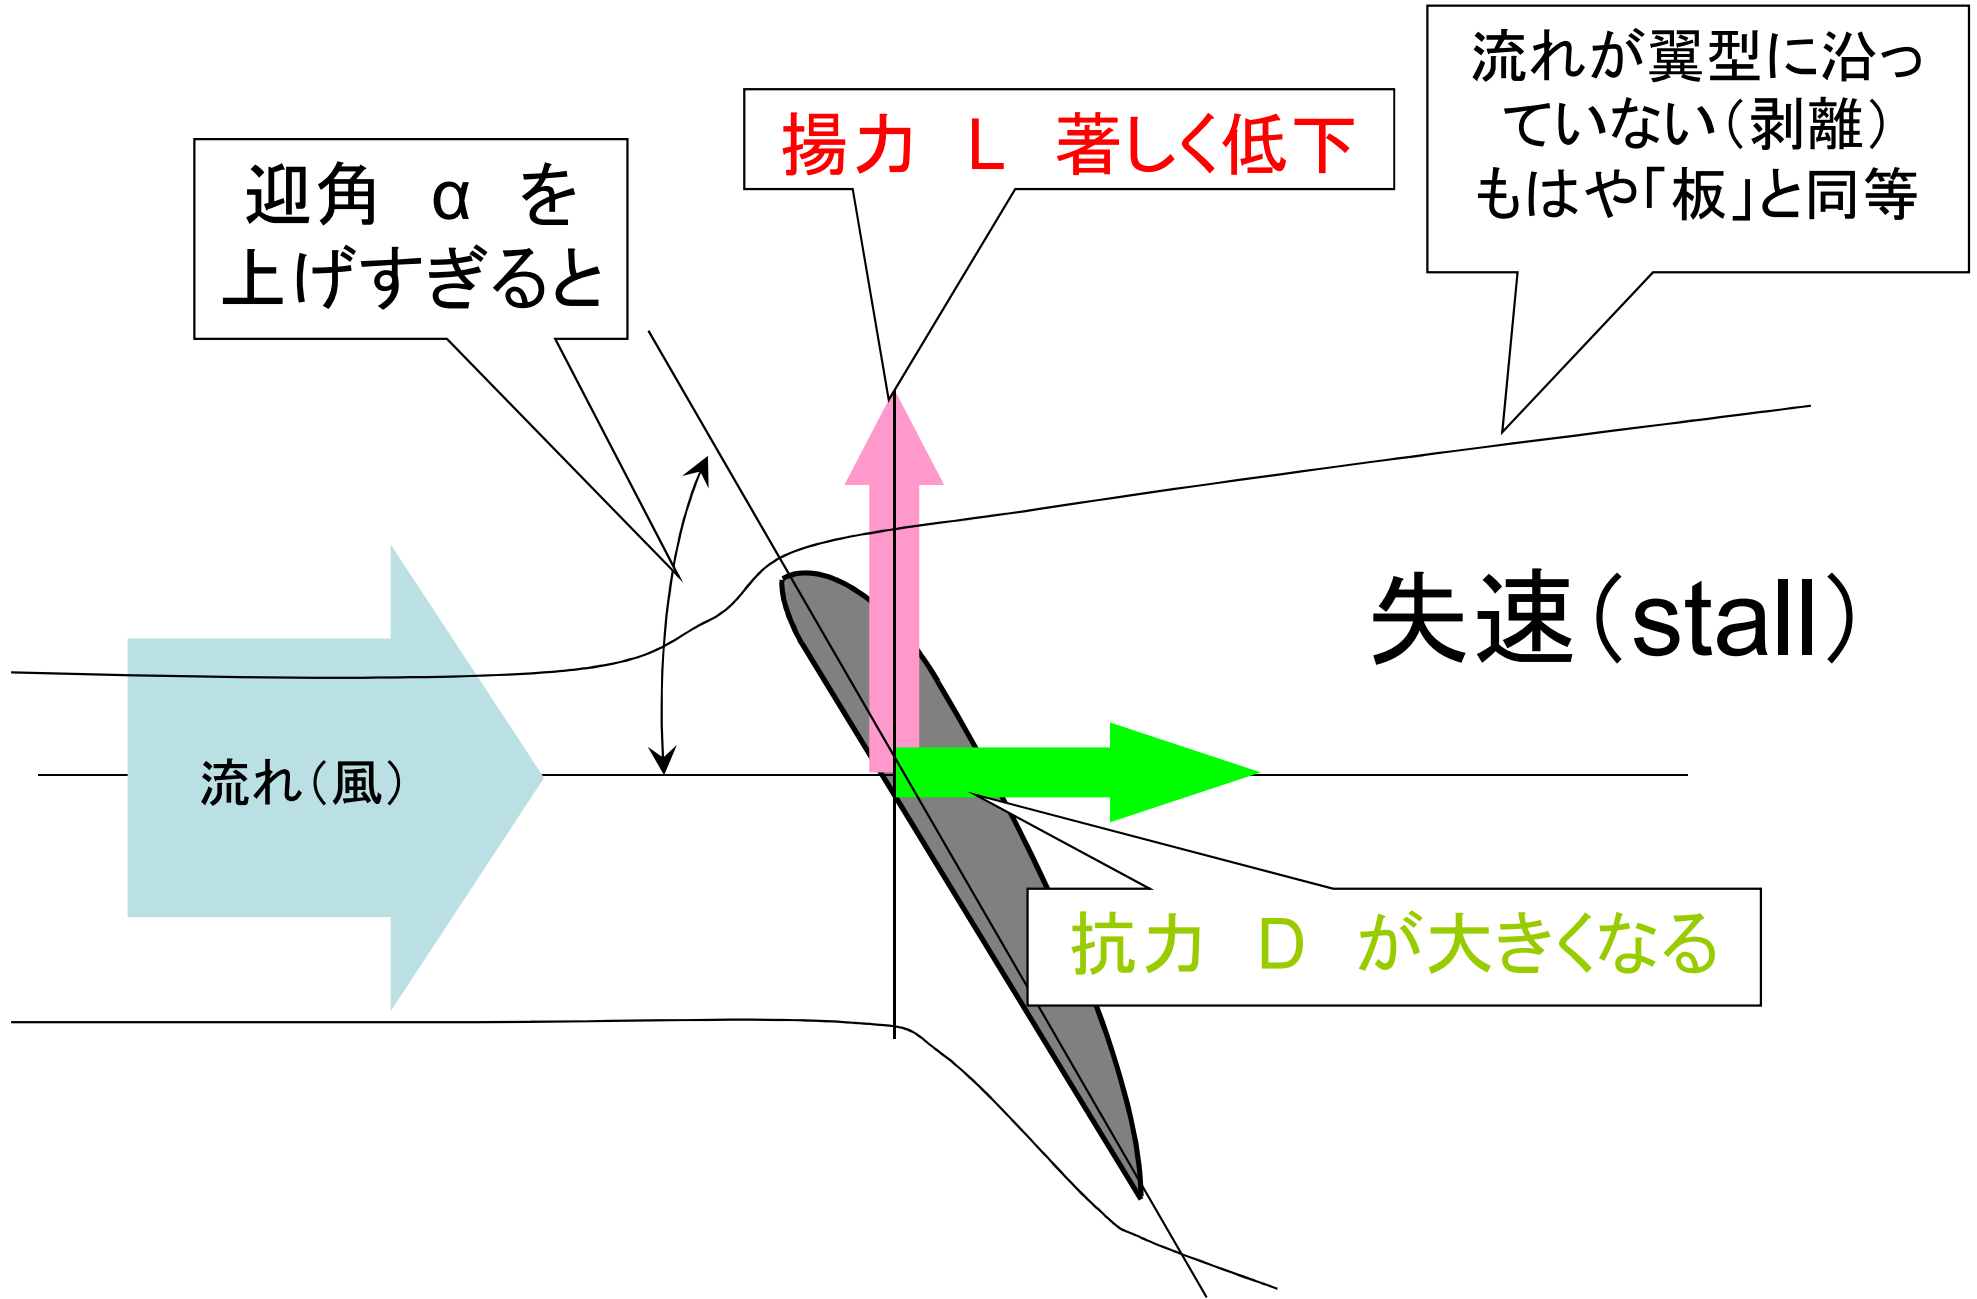 迎角　α　を
上げすぎると
揚力　L　著しく低下
流れが翼型に沿っ
ていない（剥離）
もはや「板」と同等
失速（stall）
流れ（風）
抗力　D　が大きくなる